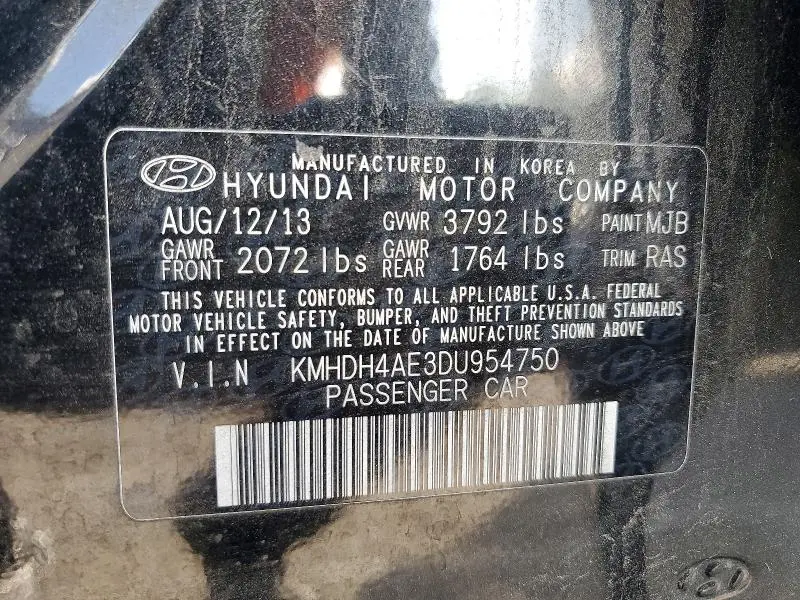 MANUFACTURED IN KOREA BY
HYUNDAI MOTOR COMPANY
AUG/12/13 GVWR 3792 lbs PAINT MJB
GAWR FRONT 2072 lbs GAWR REAR 1764 lbs TRIM RAS
THIS VEHICLE CONFORMS TO ALL APPLICABLE U.S.A. FEDERAL
MOTOR VEHICLE SAFETY, BUMPER, AND THEFT PREVENTION STANDARDS
IN EFFECT ON THE DATE OF MANUFACTURE SHOWN ABOVE
V.I.N KMHDH4AE3DU954750
PASSENGER CAR